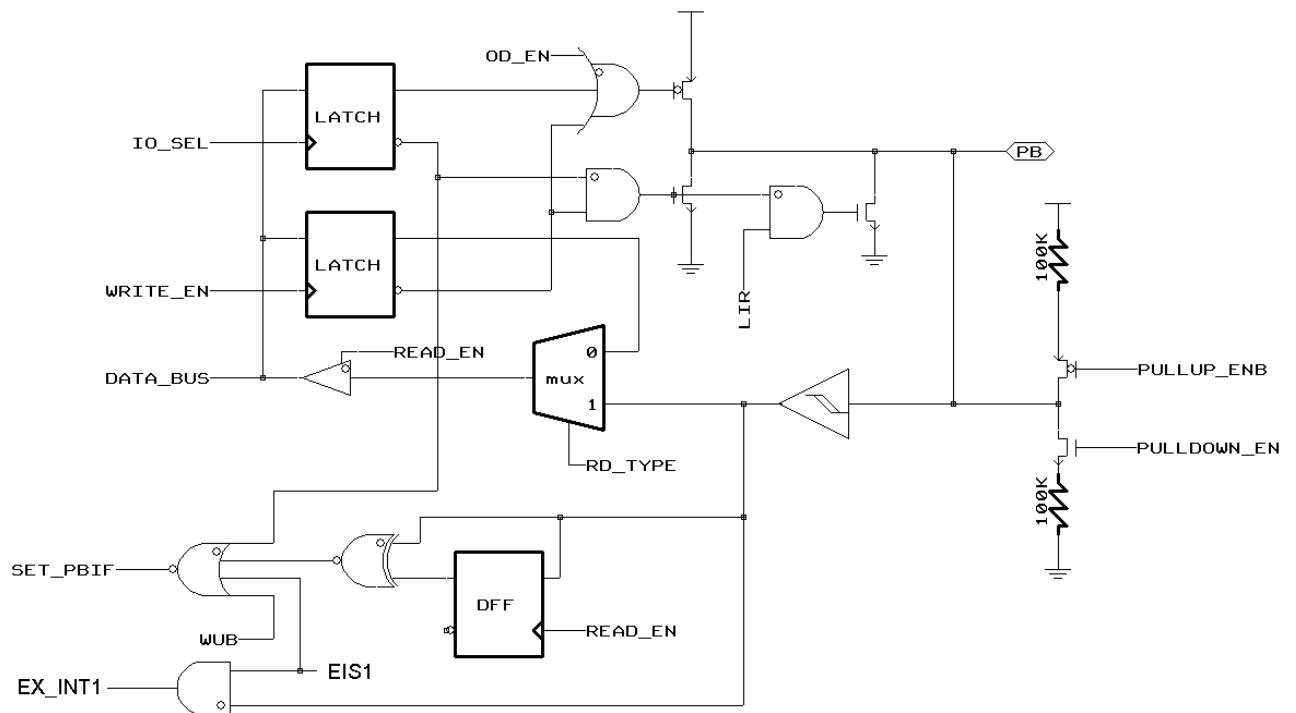 OD_EN
LATCH
IO_SEL
PB
LATCH
100K
WRITE_EN
LIR
READ_EN
0
DATA_BUS
mux
PULLUP_ENB
1
PULLDOWN_EN
RD_TYPE
100K
SET_PBIF
DFF
READ_EN
WUB
EIS1
EX_INT1